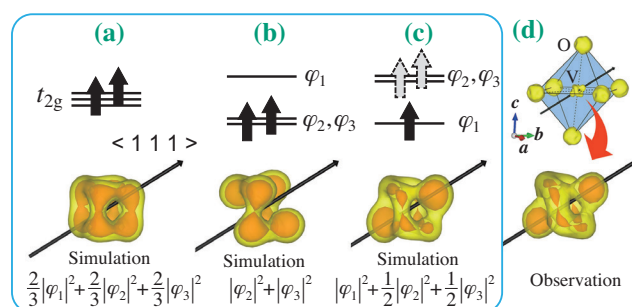 (a)
t₂g
< 1 1 1 >
Simulation
2/3|φ₁|²+2/3|φ₂|²+2/3|φ₃|²
(b)
φ₁
φ₂,φ₃
Simulation
|φ₂|²+|φ₃|²
(c)
φ₂,φ₃
φ₁
Simulation
|φ₁|²+1/2|φ₂|²+1/2|φ₃|²
(d)
O
V
c
b
a
Observation